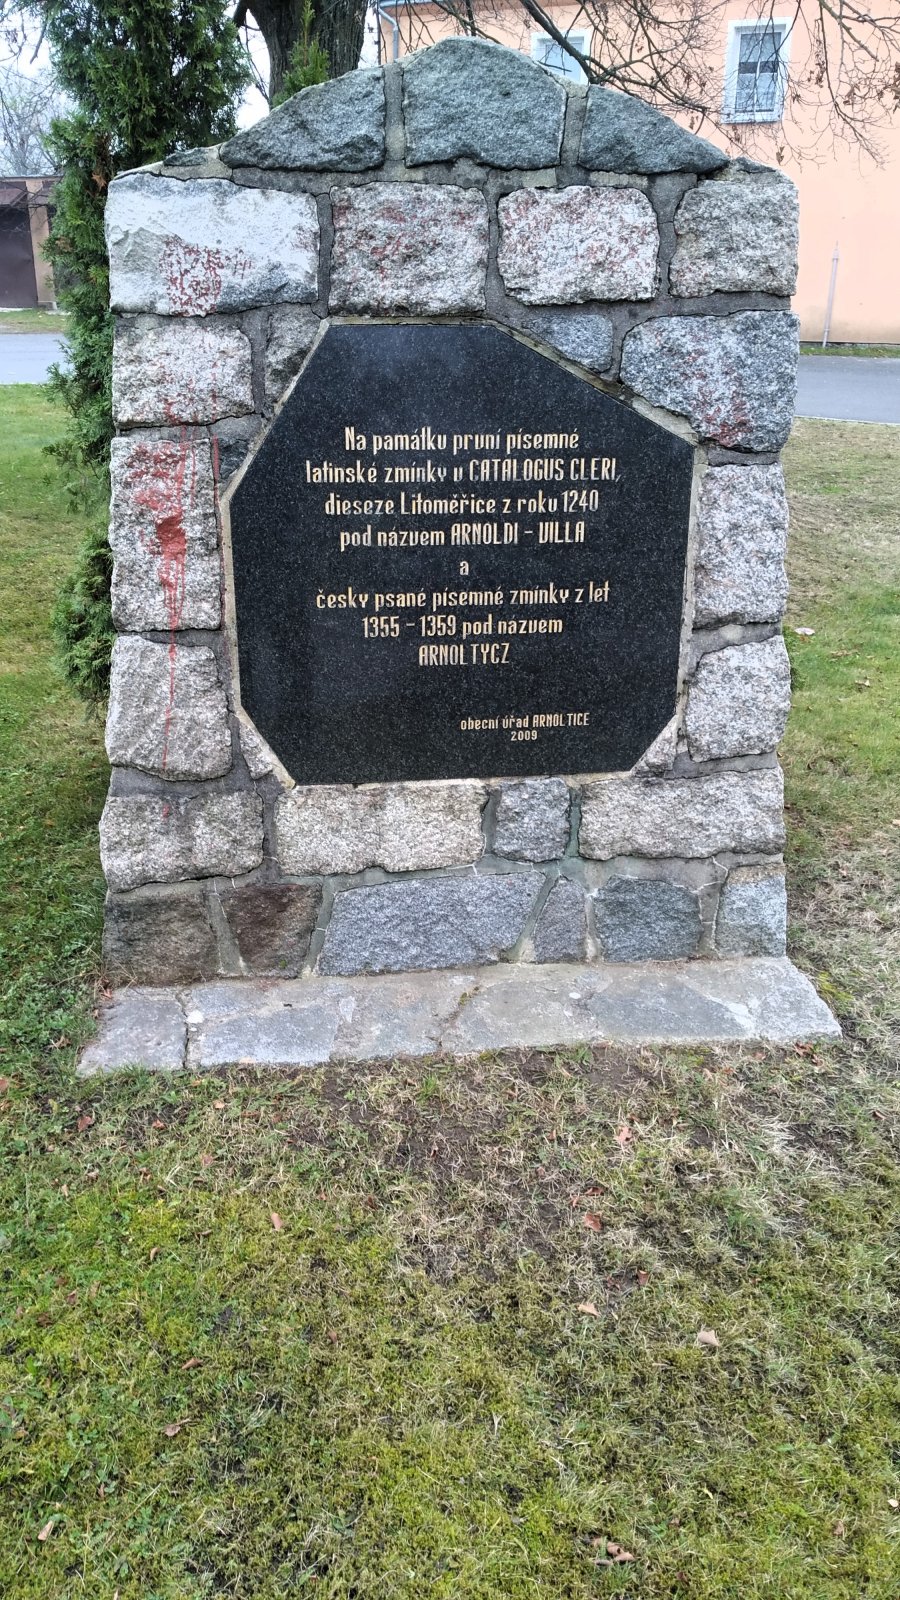 Na památku první písemné
latinské zmínky v CATALOGUS CLERI,
dieseze Litoměřice z roku 1240
pod názvem ARNOLDI - VILLA
a
česky psané písemné zmínky z let
1355 - 1359 pod názvem
ARNOLTYCZ
obecní úřad ARNOLTICE
2009